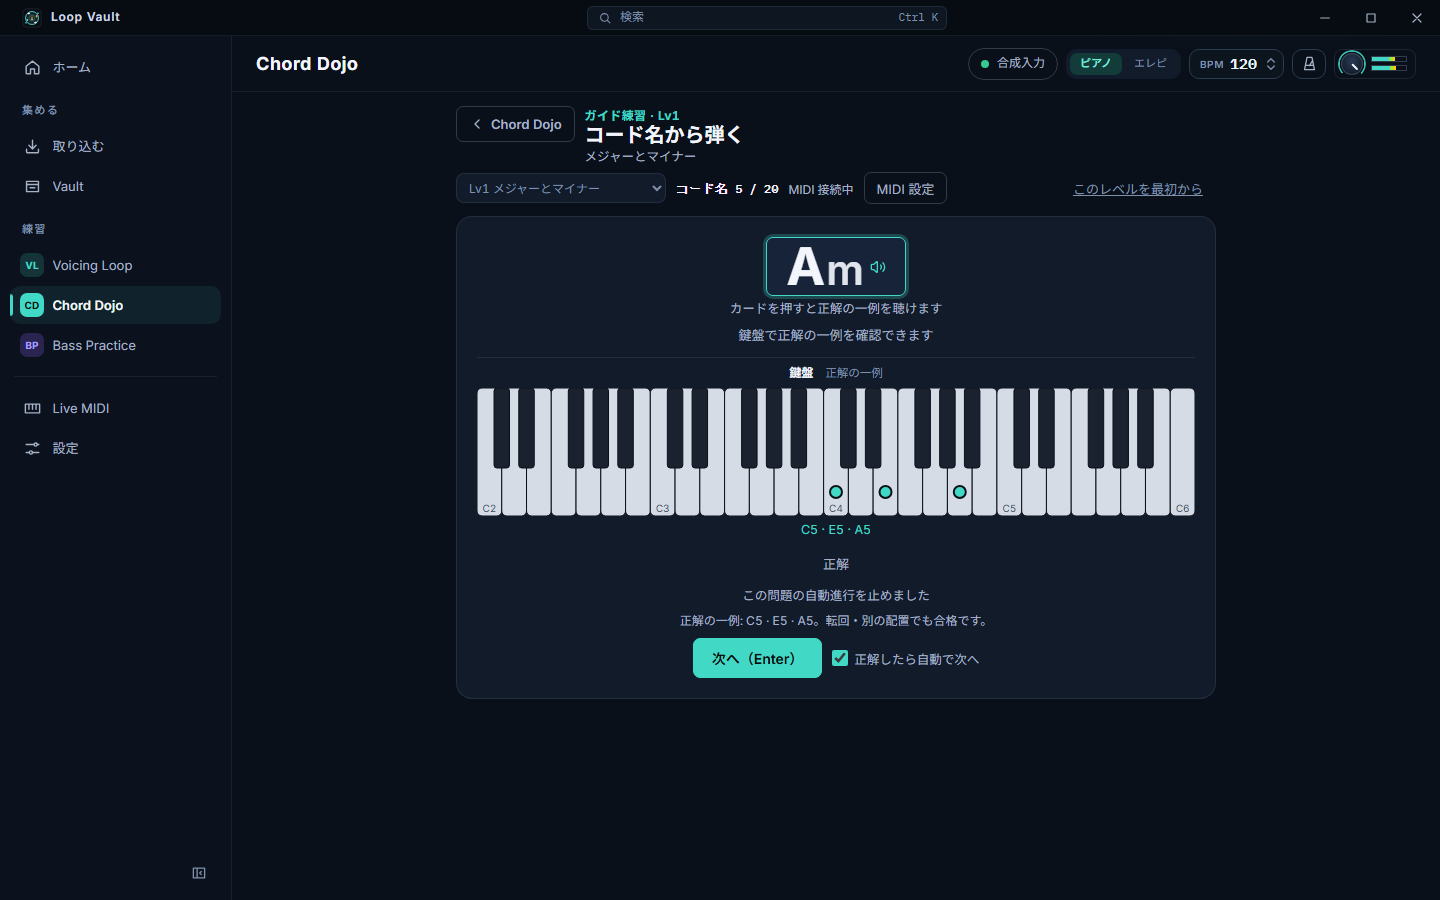 Loop Vault
検索
Ctrl K
ホーム
集める
取り込む
Vault
練習
VL Voicing Loop
CD Chord Dojo
BP Bass Practice
Live MIDI
設定
Chord Dojo
合成入力
ピアノ
エレピ
BPM 120
Chord Dojo
ガイド練習 · Lv1
コード名から弾く
メジャーとマイナー
Lv1 メジャーとマイナー
コード名 5 / 20
MIDI 接続中
MIDI 設定
このレベルを最初から
Am
カードを押すと正解の一例を聴けます
鍵盤で正解の一例を確認できます
鍵盤 正解の一例
C2 C3 C4 C5 C6
C5 · E5 · A5
正解
この問題の自動進行を止めました
正解の一例: C5 · E5 · A5。転回・別の配置でも合格です。
次へ（Enter）
正解したら自動で次へ